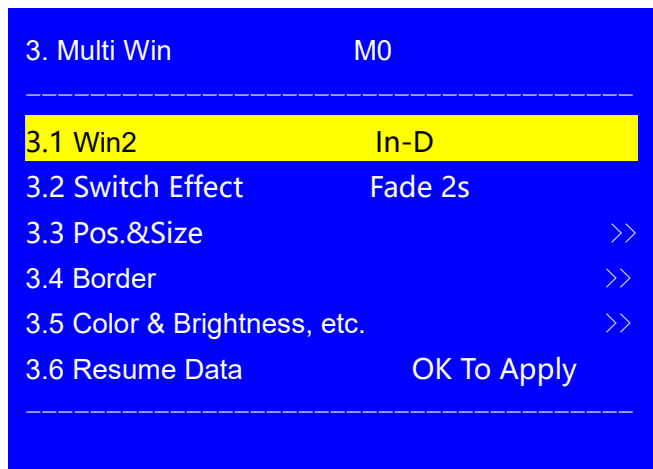 3. Multi Win M0
3.1 Win2 In-D
3.2 Switch Effect Fade 2s
3.3 Pos.&Size >>
3.4 Border >>
3.5 Color & Brightness, etc. >>
3.6 Resume Data OK To Apply